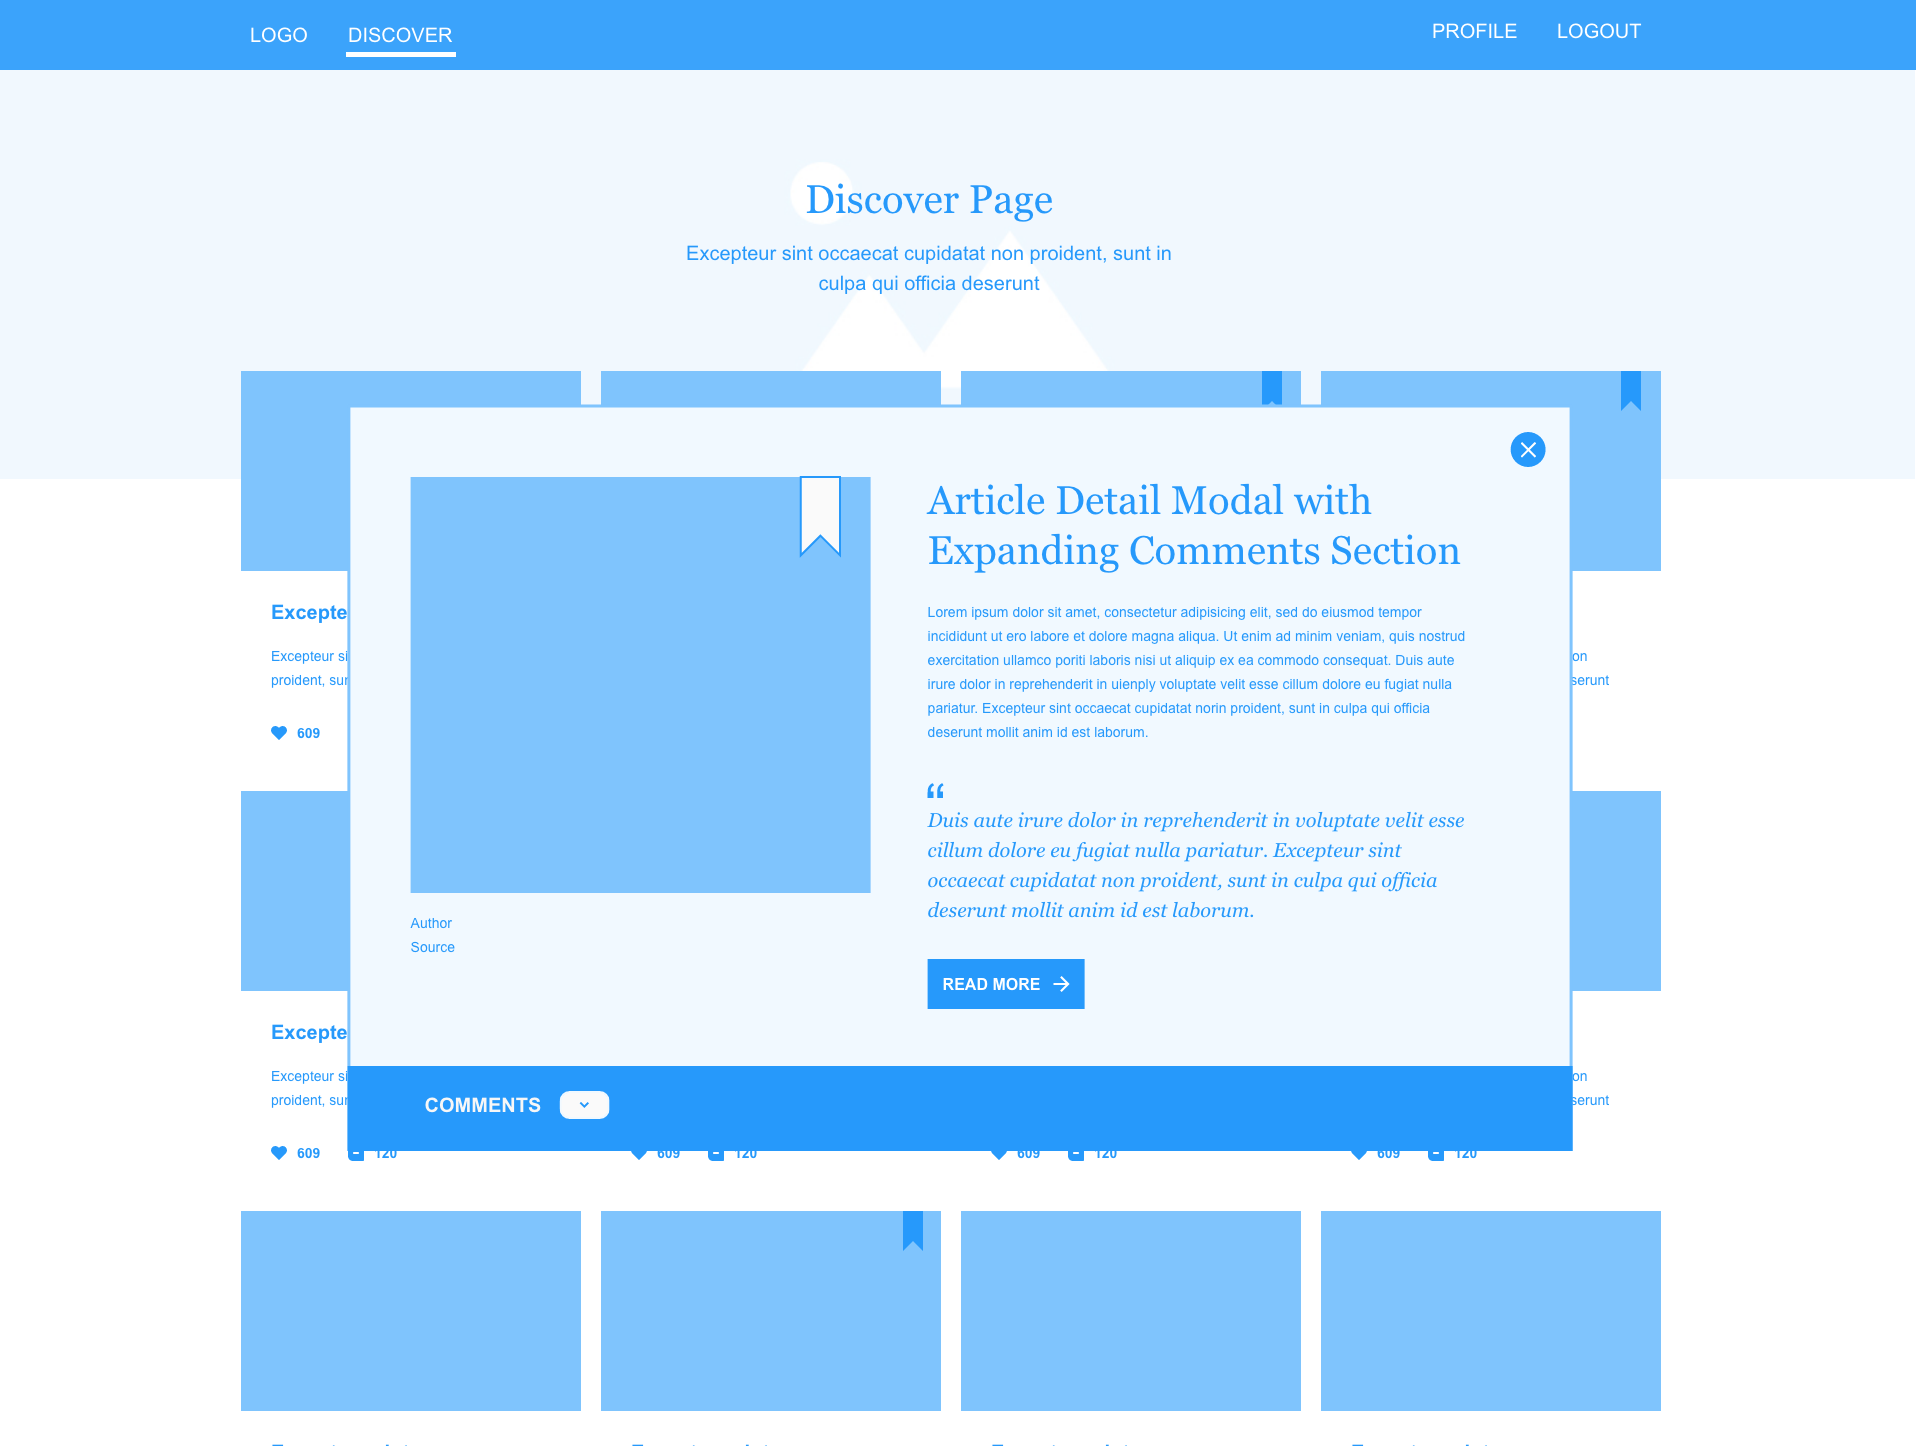 LOGO DISCOVER PROFILE LOGOUT
Discover Page
Excepteur sint occaecat cupidatat non proident, sunt in
culpa qui officia deserunt
Article Detail Modal with
Expanding Comments Section
Lorem ipsum dolor sit amet, consectetur adipisicing elit, sed do eiusmod tempor
incididunt ut ero labore et dolore magna aliqua. Ut enim ad minim veniam, quis nostrud
exercitation ullamco poriti laboris nisi ut aliquip ex ea commodo consequat. Duis aute
irure dolor in reprehenderit in uienply voluptate velit esse cillum dolore eu fugiat nulla
pariatur. Excepteur sint occaecat cupidatat norin proident, sunt in culpa qui officia
deserunt mollit anim id est laborum.
“
Duis aute irure dolor in reprehenderit in voluptate velit esse
cillum dolore eu fugiat nulla pariatur. Excepteur sint
occaecat cupidatat non proident, sunt in culpa qui officia
deserunt mollit anim id est laborum.
READ MORE
Author
Source
COMMENTS
Excepte
Excepteur si on
proident, sur serunt
609
Excepte
Excepteur si on
proident, sur serunt
609 120 609 120 609 120 609 120